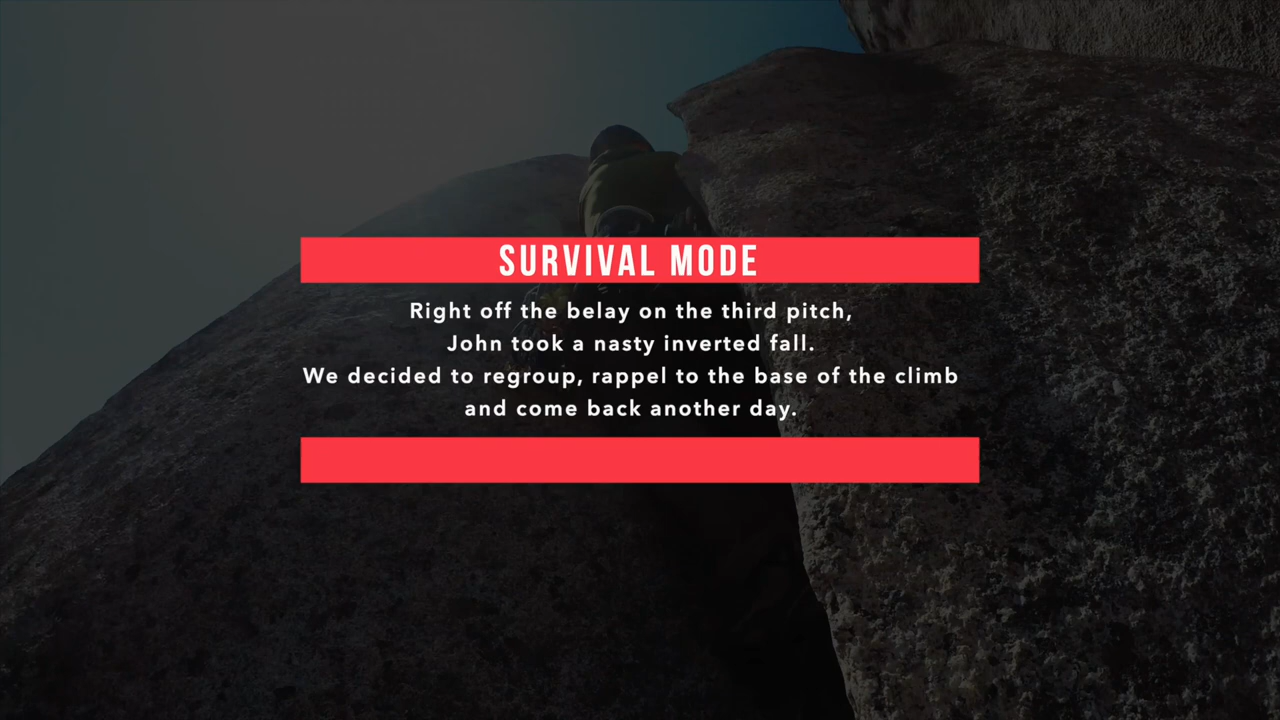 SURVIVAL MODE
Right off the belay on the third pitch,
John took a nasty inverted fall.
We decided to regroup, rappel to the base of the climb
and come back another day.